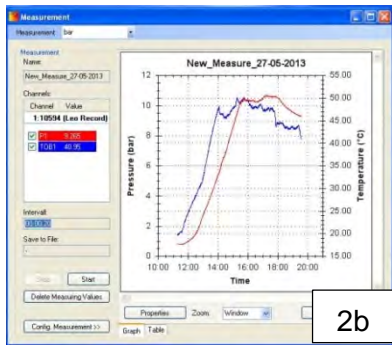 Measurement
Measurement bar
Measurement
Name:
New_Measure_27-05-2013
Channels:
Channel Value
1:10594 (Leo Record)
P1 9.265
TOB1 40.95
Intervall:
00:00:20
Save to File:
-
Stop Start
Delete Measuring Values
Config. Measurement >>
New_Measure_27-05-2013
Pressure (bar)
12
10
8
6
4
2
0
55.00
50.00
45.00
40.00
35.00
30.00
25.00
20.00
15.00
Temperature (°C)
10:00 12:00 14:00 16:00 18:00 20:00
Time
Properties Zoom: Window
Graph Table
2b